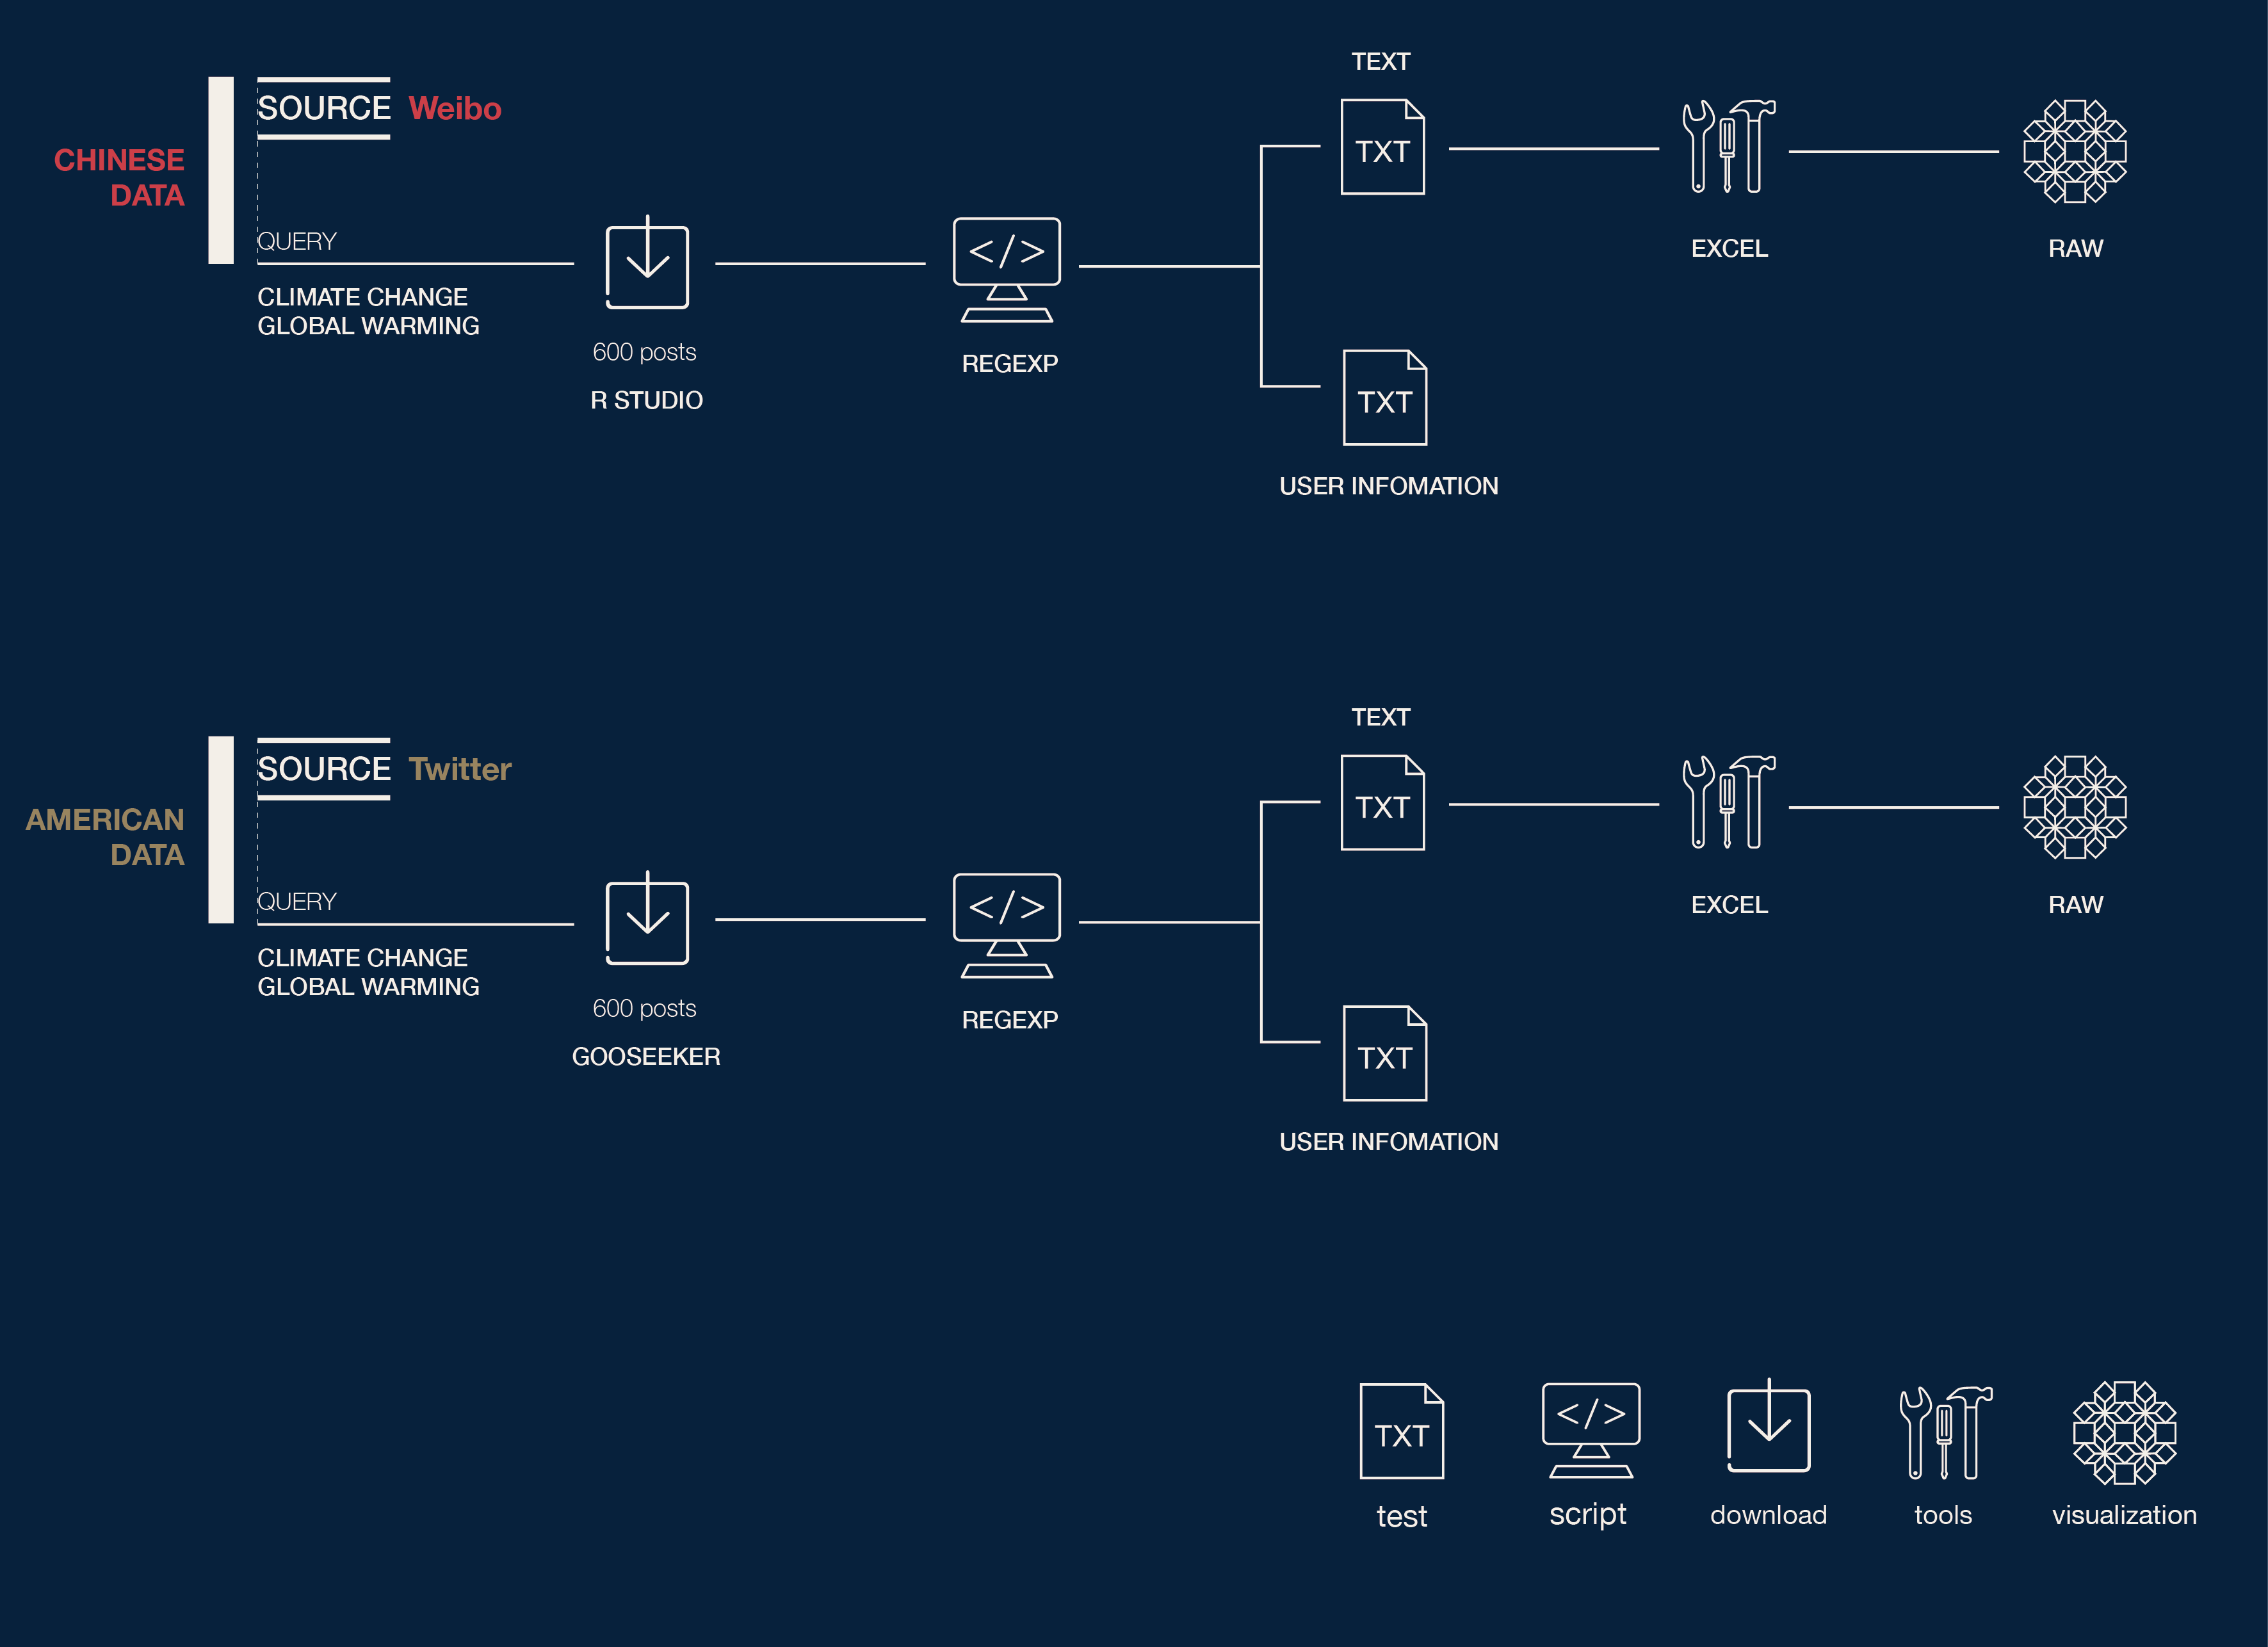 TEXT
SOURCE Weibo
CHINESE
DATA
TXT
QUERY
</>
EXCEL
RAW
CLIMATE CHANGE
GLOBAL WARMING
600 posts
REGEXP
R STUDIO
TXT
USER INFOMATION
TEXT
SOURCE Twitter
AMERICAN
DATA
TXT
QUERY
</>
EXCEL
RAW
CLIMATE CHANGE
GLOBAL WARMING
600 posts
REGEXP
GOOSEEKER
TXT
USER INFOMATION
TXT
</>
test
script
download
tools
visualization